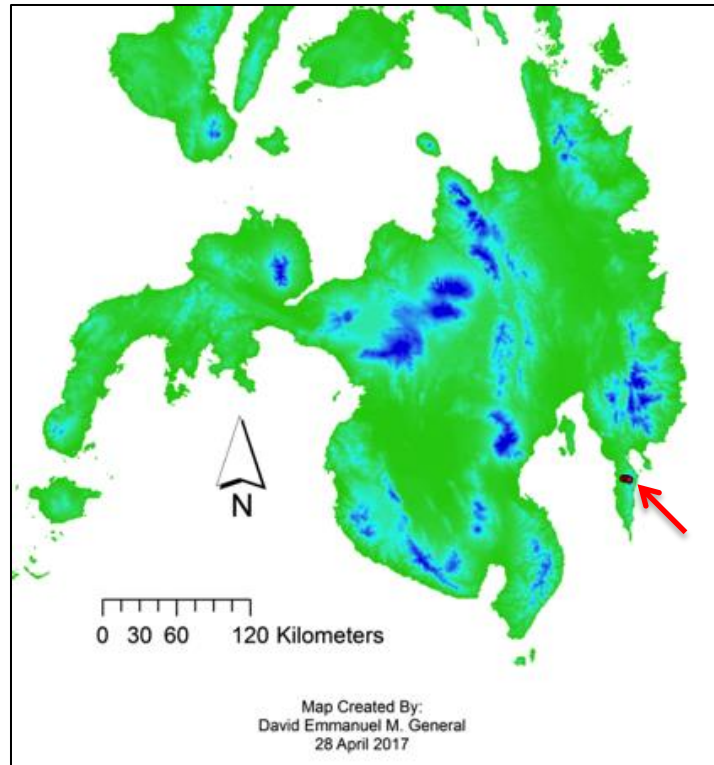 N
0 30 60 120 Kilometers
Map Created By:
David Emmanuel M. General
28 April 2017